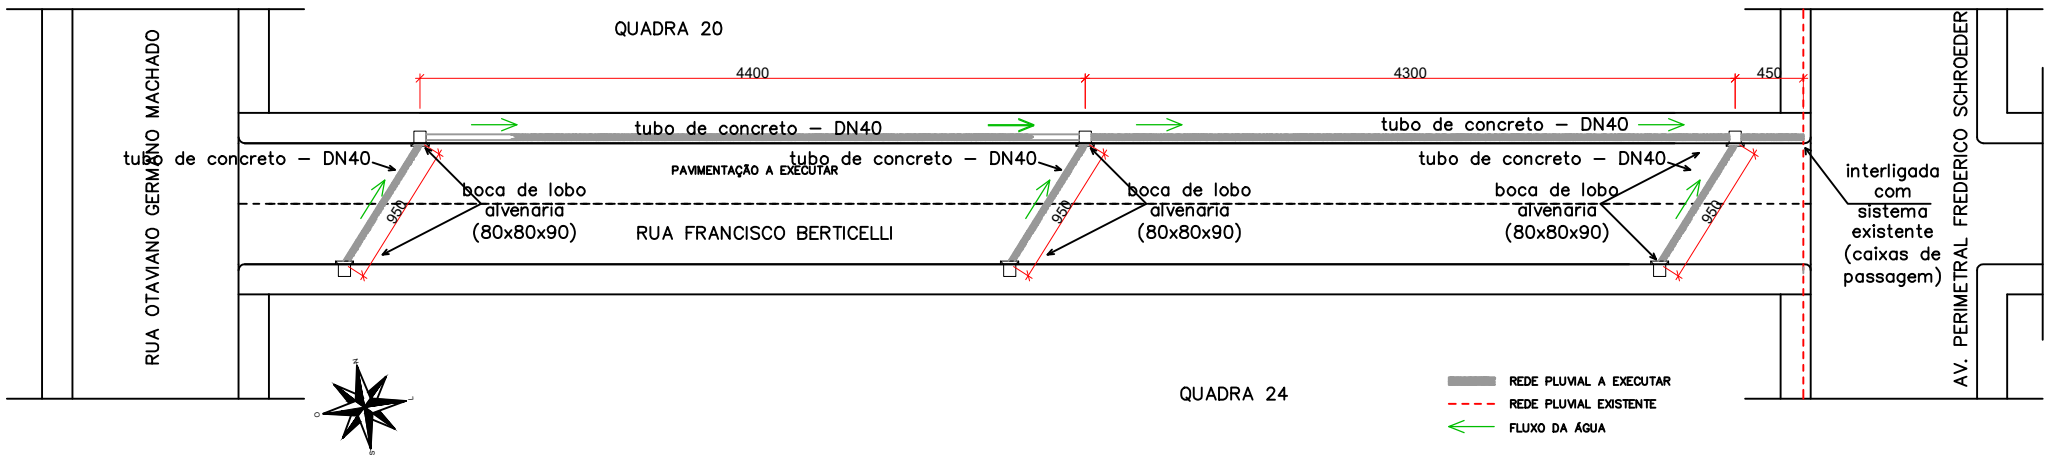 QUADRA 20
4400
4300
450
RUA OTAVIANO GERMANO MACHADO
AV. PERIMETRAL FREDERICO SCHROEDER
tubo de concreto - DN40
tubo de concreto - DN40
tubo de concreto - DN40
tubo de concreto - DN40
tubo de concreto - DN40
PAVIMENTAÇÃO A EXECUTAR
boca de lobo
alvenaria
(80x80x90)
boca de lobo
alvenaria
(80x80x90)
boca de lobo
alvenaria
(80x80x90)
950
950
950
interligada
com
sistema
existente
(caixas de
passagem)
RUA FRANCISCO BERTICELLI
N
L
O
S
QUADRA 24
REDE PLUVIAL A EXECUTAR
REDE PLUVIAL EXISTENTE
FLUXO DA ÁGUA